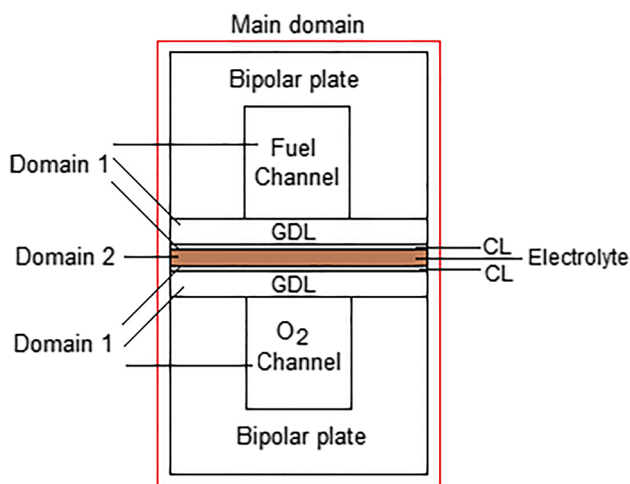 Main domain
Bipolar plate
Fuel
Channel
Domain 1
GDL
CL
Domain 2
Electrolyte
CL
GDL
Domain 1
O2
Channel
Bipolar plate